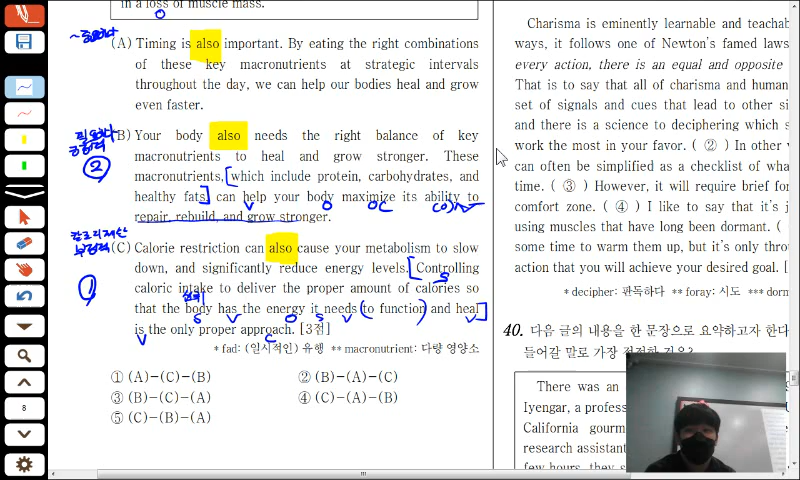 in a loss of muscle mass.
~중요하다
(A) Timing is also important. By eating the right combinations
of these key macronutrients at strategic intervals
throughout the day, we can help our bodies heal and grow
even faster.
필요하다
(B) Your body also needs the right balance of key
macronutrients to heal and grow stronger. These
macronutrients, which include protein, carbohydrates, and
healthy fats, can help your body maximize its ability to
repair, rebuild, and grow stronger.
②
V O OC
부정적
(C) Calorie restriction can also cause your metabolism to slow
down, and significantly reduce energy levels. Controlling
caloric intake to deliver the proper amount of calories so
that the body has the energy it needs to function and heal
is the only proper approach. [3점]
①
S
S V O S V V
V C
* fad: (일시적인) 유행 ** macronutrient: 다량 영양소
① (A)-(C)-(B) ② (B)-(A)-(C)
③ (B)-(C)-(A) ④ (C)-(A)-(B)
⑤ (C)-(B)-(A)
8
Charisma is eminently learnable and teachab
ways, it follows one of Newton's famed laws
every action, there is an equal and opposite
That is to say that all of charisma and human
set of signals and cues that lead to other si
and there is a science to deciphering which s
work the most in your favor. ( ② ) In other
can often be simplified as a checklist of wha
time. ( ③ ) However, it will require brief for
comfort zone. ( ④ ) I like to say that it's j
using muscles that have long been dormant. (
some time to warm them up, but it's only thro
action that you will achieve your desired goal. [
* decipher: 판독하다 ** foray: 시도 *** dorm
40. 다음 글의 내용을 한 문장으로 요약하고자 한다
들어갈 말로 가장 적절한 것은?
There was an
Iyengar, a profess
California gourm
research assistant
few hours, they s